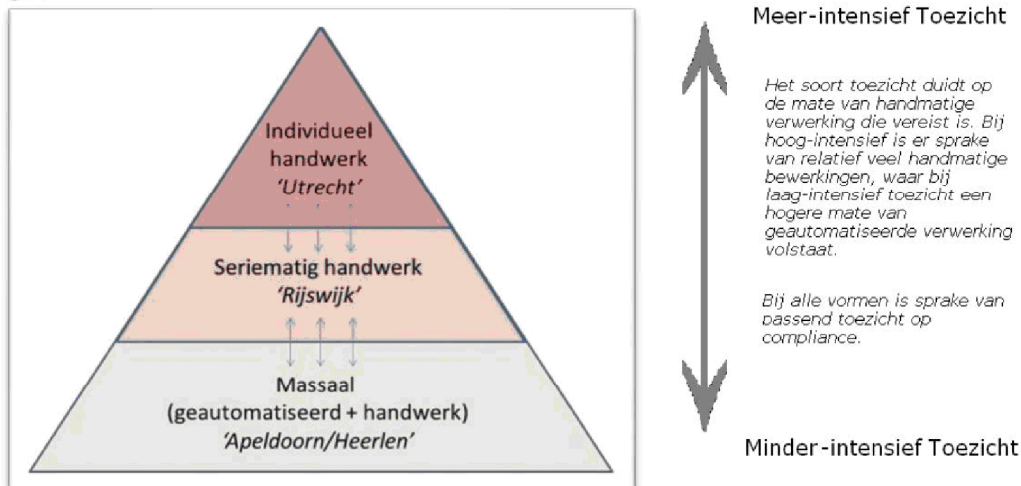 Individueel
handwerk
‘Utrecht’
Seriematig handwerk
‘Rijswijk’
Massaal
(geautomatiseerd + handwerk)
‘Apeldoorn/Heerlen’
Meer-intensief Toezicht
Het soort toezicht duidt op
de mate van handmatige
verwerking die vereist is. Bij
hoog-intensief is er sprake
van relatief veel handmatige
bewerkingen, waar bij
laag-intensief toezicht een
hogere mate van
geautomatiseerde verwerking
volstaat.
Bij alle vormen is sprake van
passend toezicht op
compliance.
Minder-intensief Toezicht